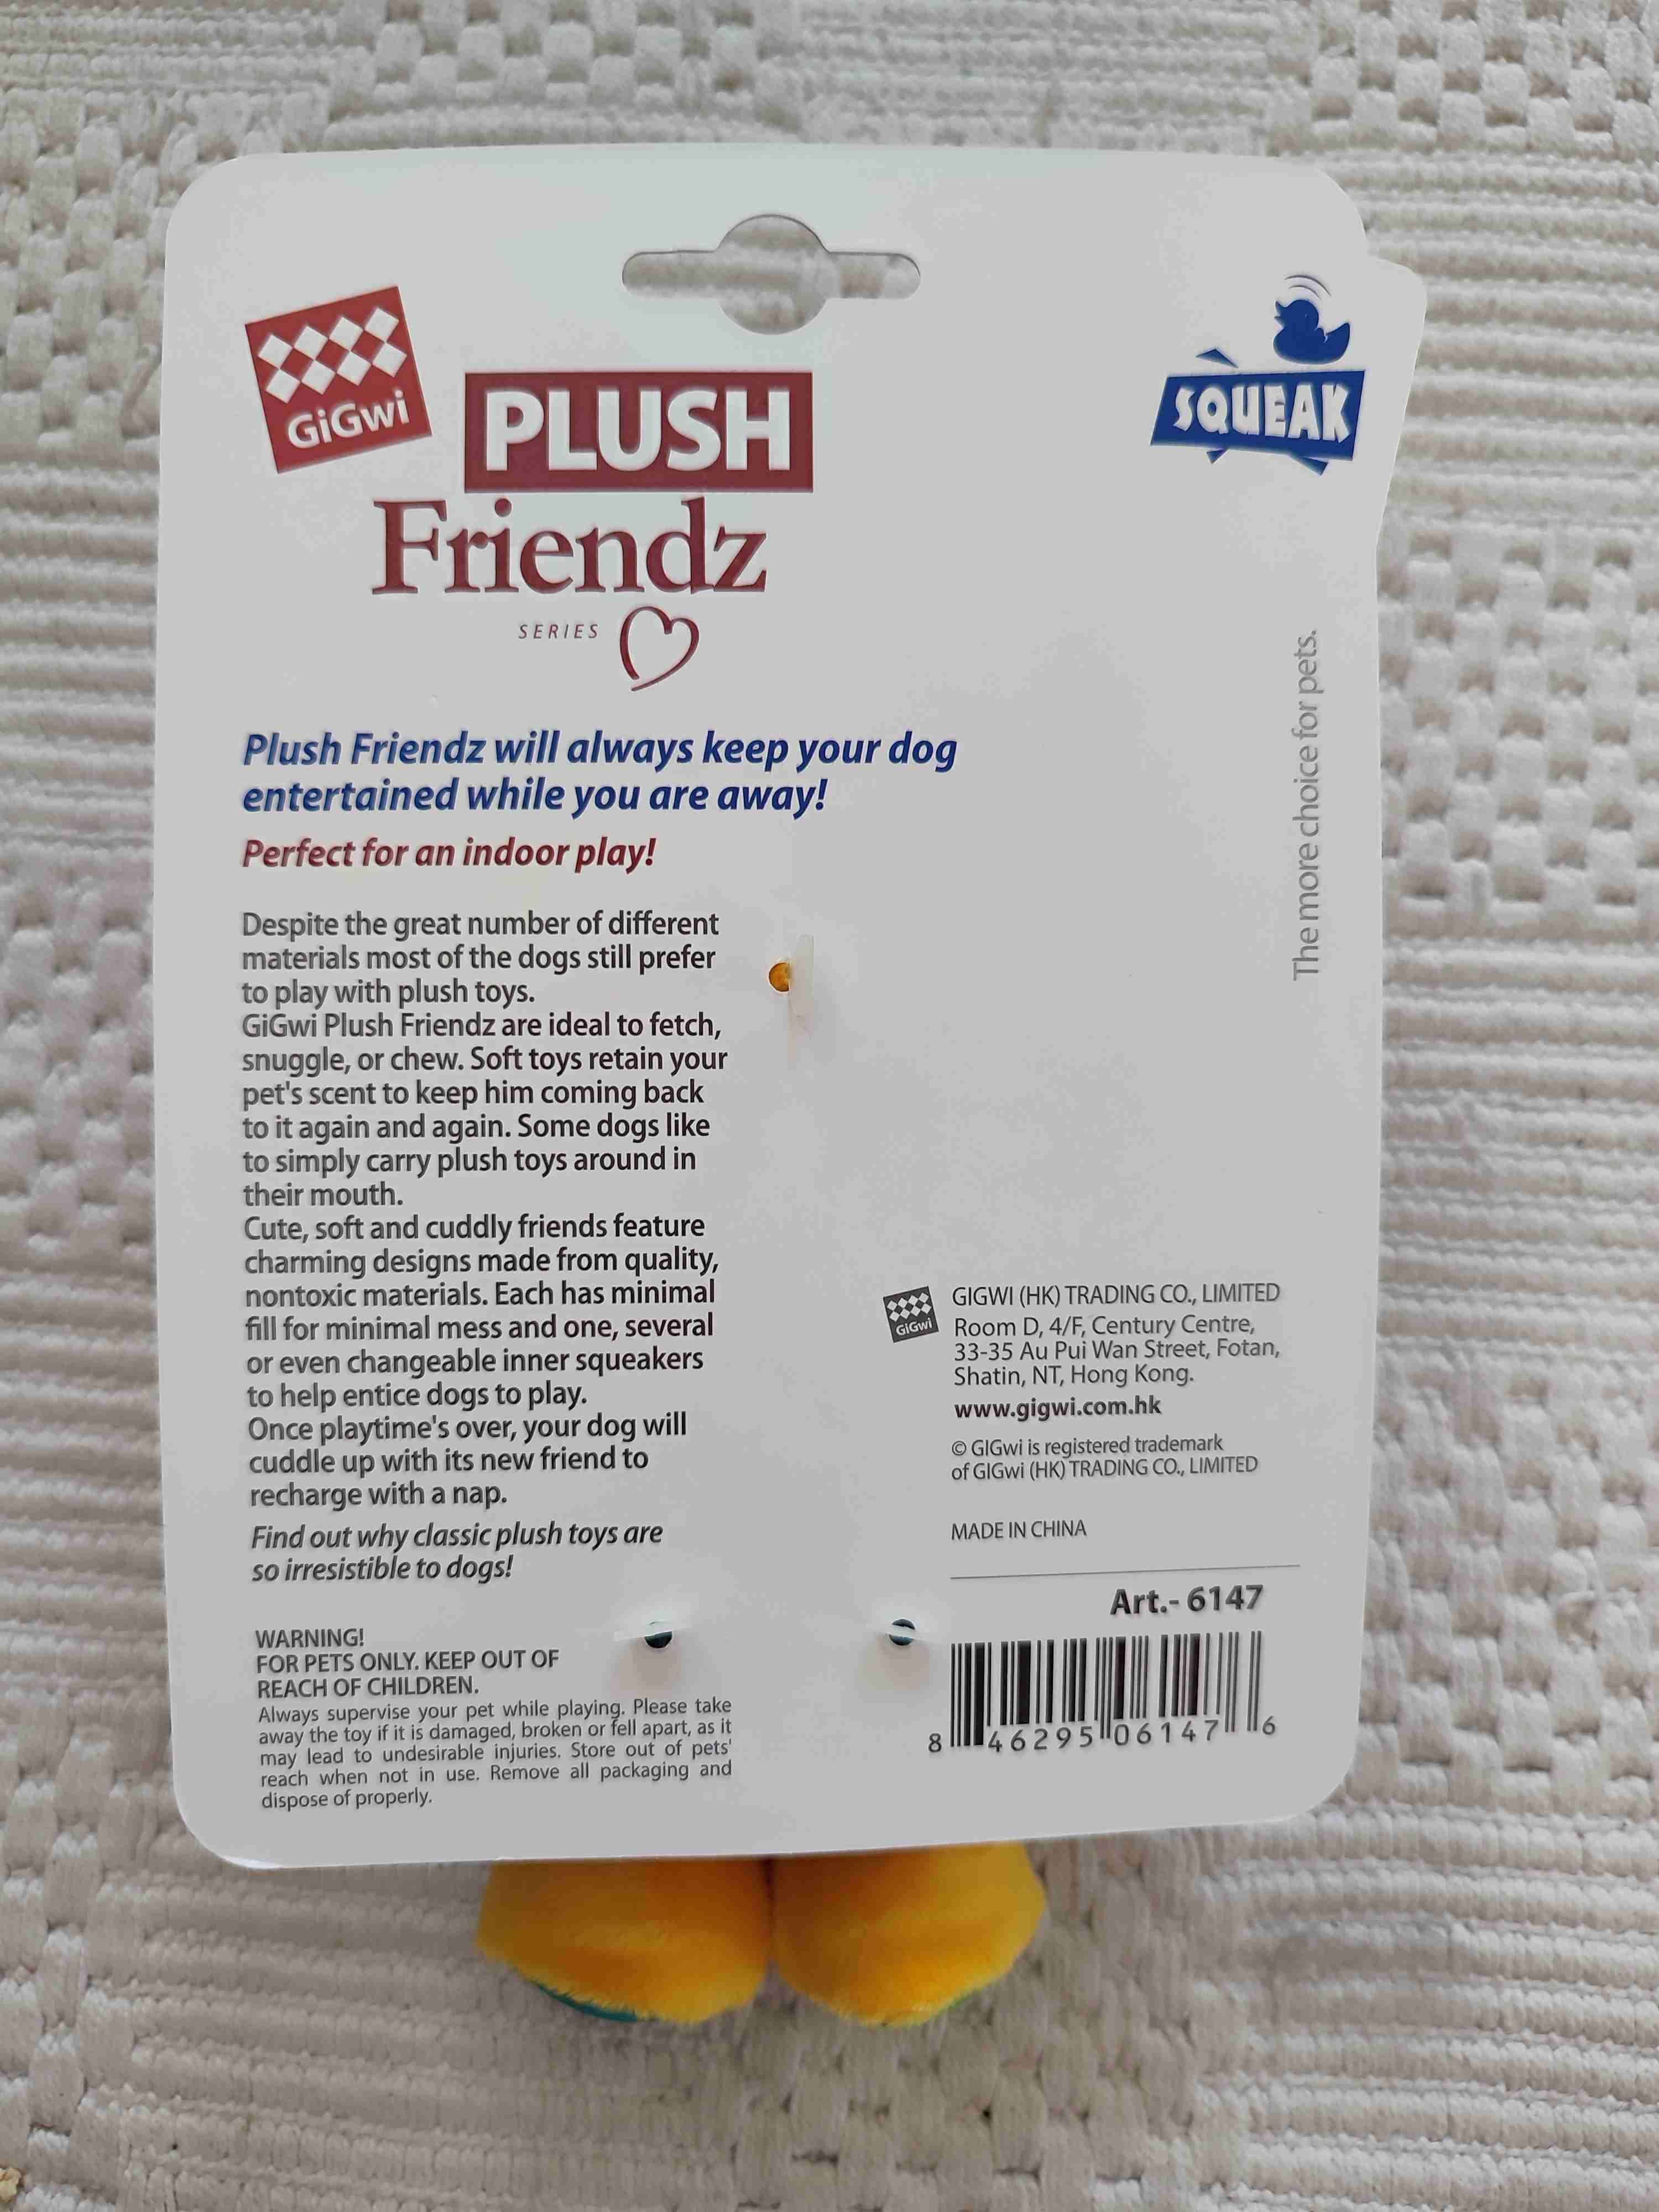 GiGwi
PLUSH
Friendz
SERIES
SQUEAK
The more choice for pets.
Plush Friendz will always keep your dog
entertained while you are away!
Perfect for an indoor play!
Despite the great number of different
materials most of the dogs still prefer
to play with plush toys.
GiGwi Plush Friendz are ideal to fetch,
snuggle, or chew. Soft toys retain your
pet's scent to keep him coming back
to it again and again. Some dogs like
to simply carry plush toys around in
their mouth.
Cute, soft and cuddly friends feature
charming designs made from quality,
nontoxic materials. Each has minimal
fill for minimal mess and one, several
or even changeable inner squeakers
to help entice dogs to play.
Once playtime's over, your dog will
cuddle up with its new friend to
recharge with a nap.
Find out why classic plush toys are
so irresistible to dogs!
WARNING!
FOR PETS ONLY. KEEP OUT OF
REACH OF CHILDREN.
Always supervise your pet while playing. Please take
away the toy if it is damaged, broken or fell apart, as it
may lead to undesirable injuries. Store out of pets'
reach when not in use. Remove all packaging and
dispose of properly.
GiGwi
GIGWI (HK) TRADING CO., LIMITED
Room D, 4/F, Century Centre,
33-35 Au Pui Wan Street, Fotan,
Shatin, NT, Hong Kong.
www.gigwi.com.hk
© GIGwi is registered trademark
of GIGwi (HK) TRADING CO., LIMITED
MADE IN CHINA
Art.- 6147
8 46295 06147 6